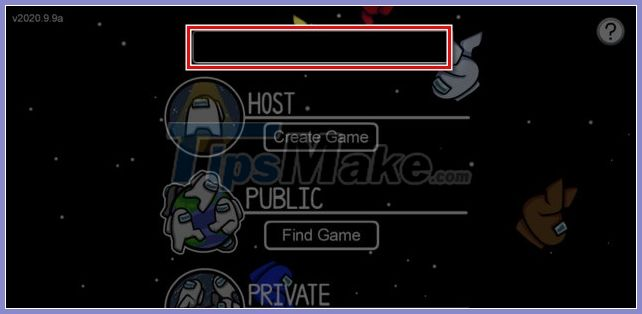 v2020.9.9a
?
HOST
Create Game
TipsMake.com
PUBLIC
Find Game
PRIVATE